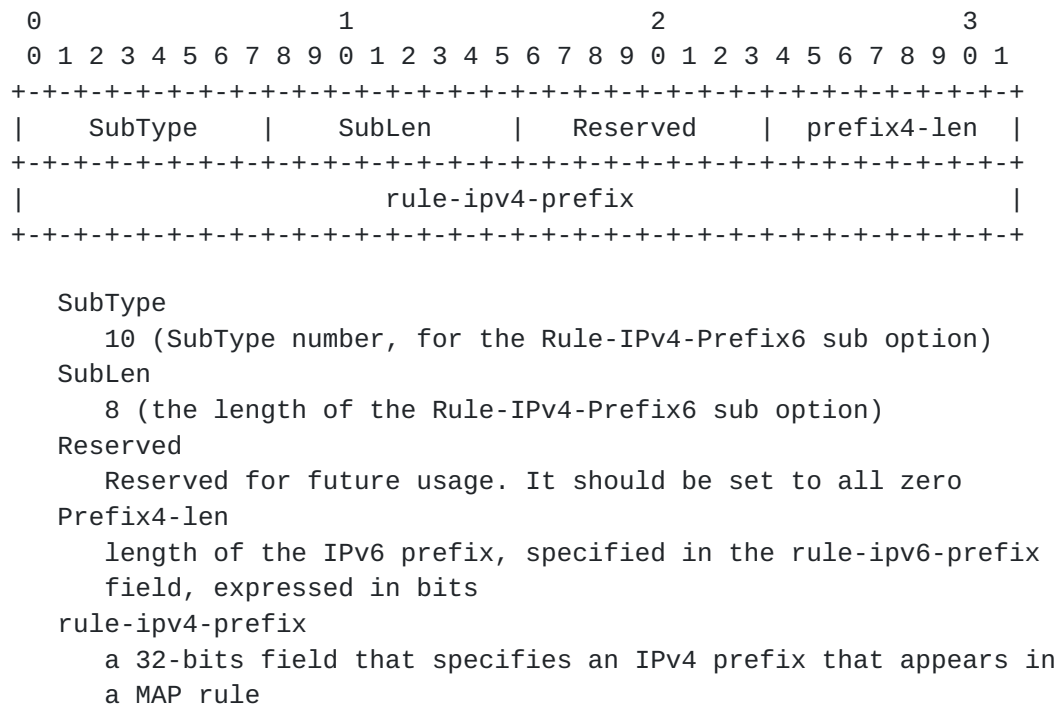 0                   1                   2                   3
 0 1 2 3 4 5 6 7 8 9 0 1 2 3 4 5 6 7 8 9 0 1 2 3 4 5 6 7 8 9 0 1
+-+-+-+-+-+-+-+-+-+-+-+-+-+-+-+-+-+-+-+-+-+-+-+-+-+-+-+-+-+-+-+-+
|    SubType    |    SubLen     |   Reserved    |  prefix4-len  |
+-+-+-+-+-+-+-+-+-+-+-+-+-+-+-+-+-+-+-+-+-+-+-+-+-+-+-+-+-+-+-+-+
|                       rule-ipv4-prefix                        |
+-+-+-+-+-+-+-+-+-+-+-+-+-+-+-+-+-+-+-+-+-+-+-+-+-+-+-+-+-+-+-+-+

   SubType
      10 (SubType number, for the Rule-IPv4-Prefix6 sub option)
   SubLen
      8 (the length of the Rule-IPv4-Prefix6 sub option)
   Reserved
      Reserved for future usage. It should be set to all zero
   Prefix4-len
      length of the IPv6 prefix, specified in the rule-ipv6-prefix
      field, expressed in bits
   rule-ipv4-prefix
      a 32-bits field that specifies an IPv4 prefix that appears in
      a MAP rule